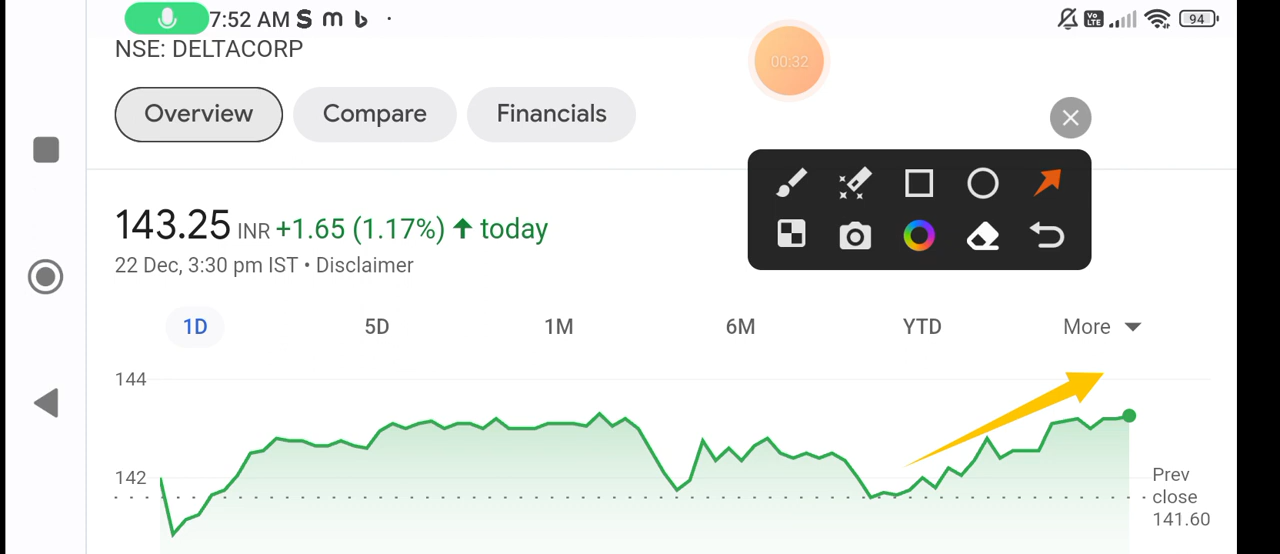 7:52 AM S m b ·
Vo LTE 94
NSE: DELTACORP
00:32
Overview Compare Financials
143.25 INR +1.65 (1.17%) ↑ today
22 Dec, 3:30 pm IST • Disclaimer
1D 5D 1M 6M YTD More
144
142
Prev
close
141.60